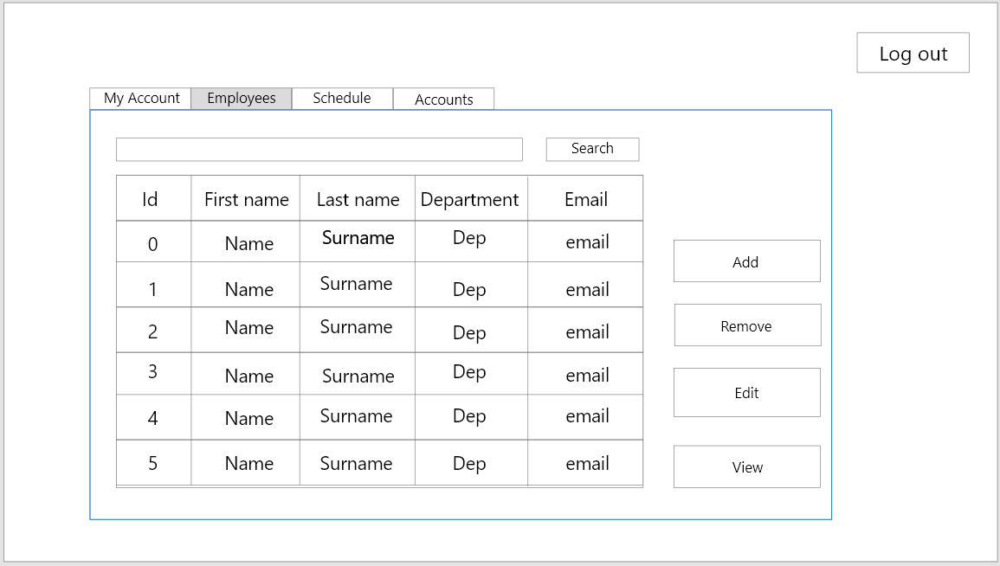 Log out
My Account Employees Schedule Accounts
Search
Id First name Last name Department Email
0 Name Surname Dep email
1 Name Surname Dep email
2 Name Surname Dep email
3 Name Surname Dep email
4 Name Surname Dep email
5 Name Surname Dep email
Add
Remove
Edit
View